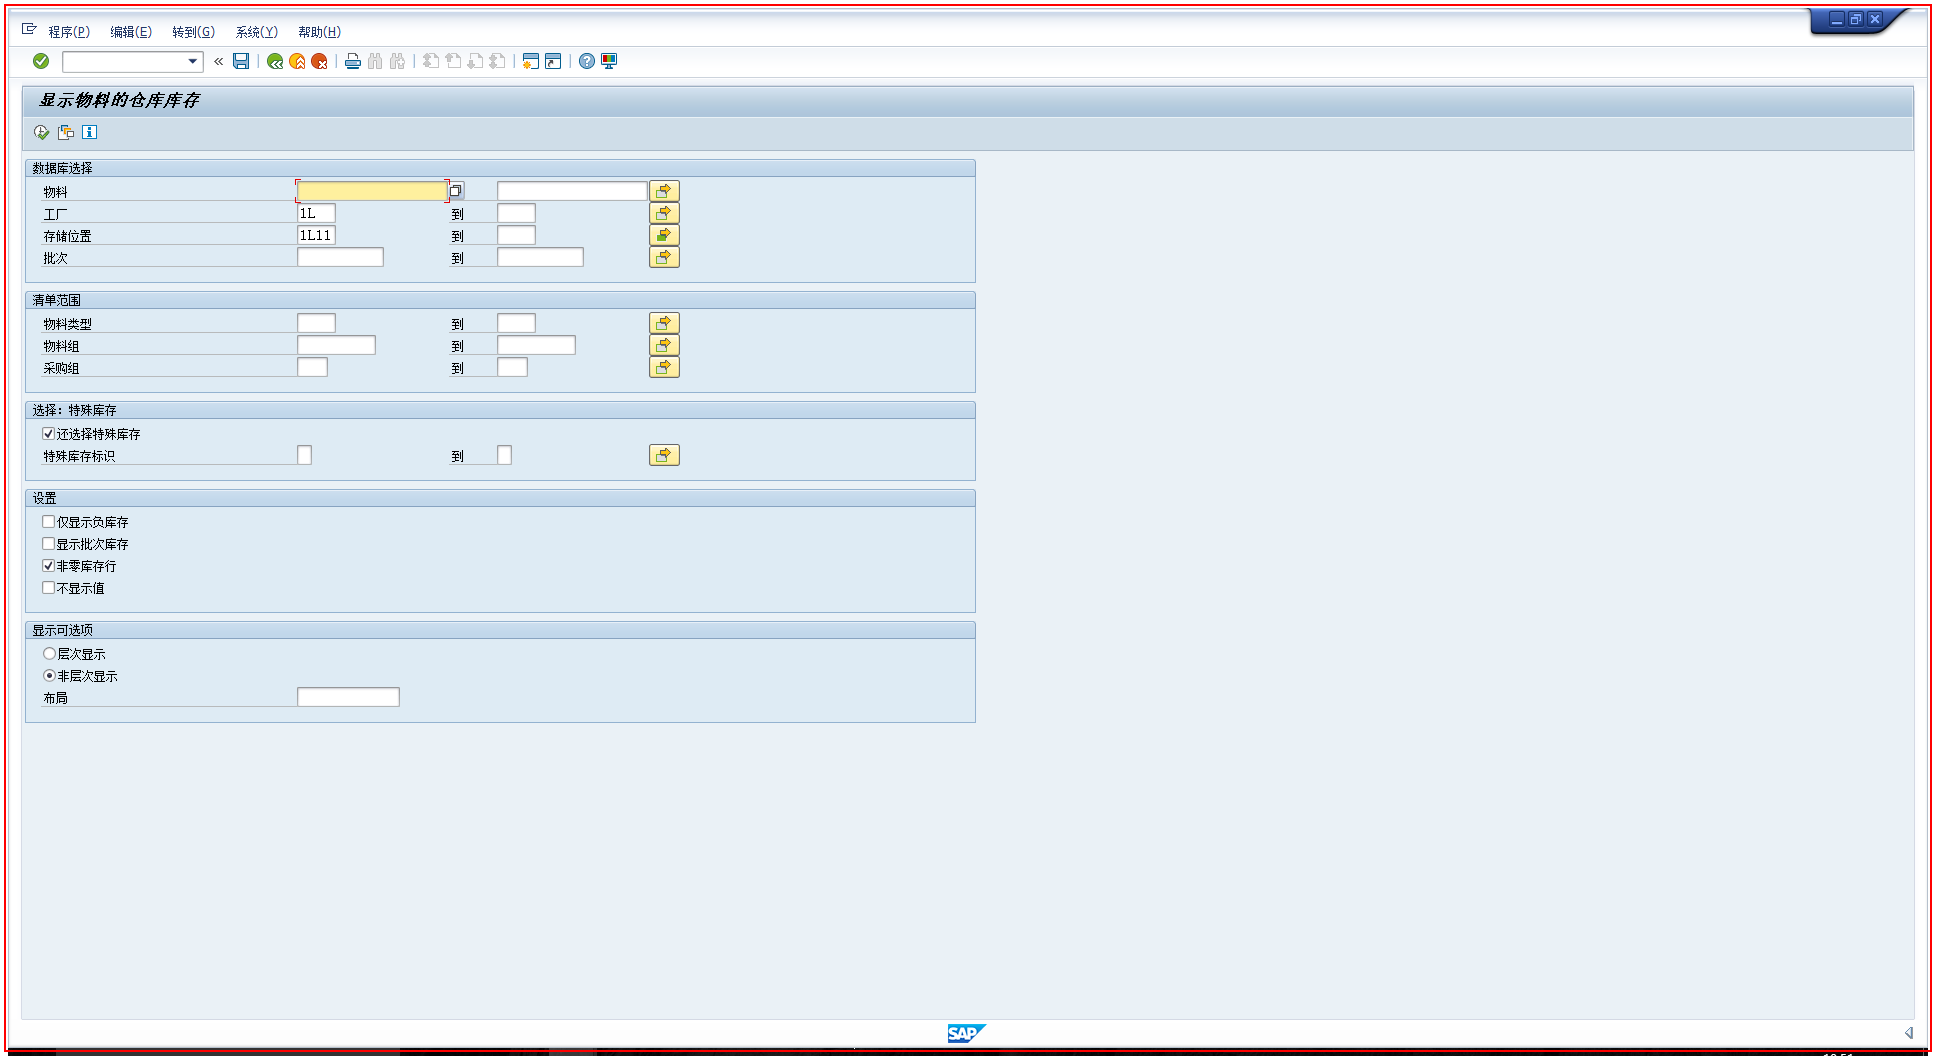 程序(P) 编辑(E) 转到(G) 系统(Y) 帮助(H)
显示物料的仓库库存
数据库选择
物料
工厂 1L 到
存储位置 1L11 到
批次 到
清单范围
物料类型 到
物料组 到
采购组 到
选择: 特殊库存
还选择特殊库存
特殊库存标识 到
设置
仅显示负库存
显示批次库存
非零库存行
不显示值
显示可选项
层次显示
非层次显示
布局
SAP